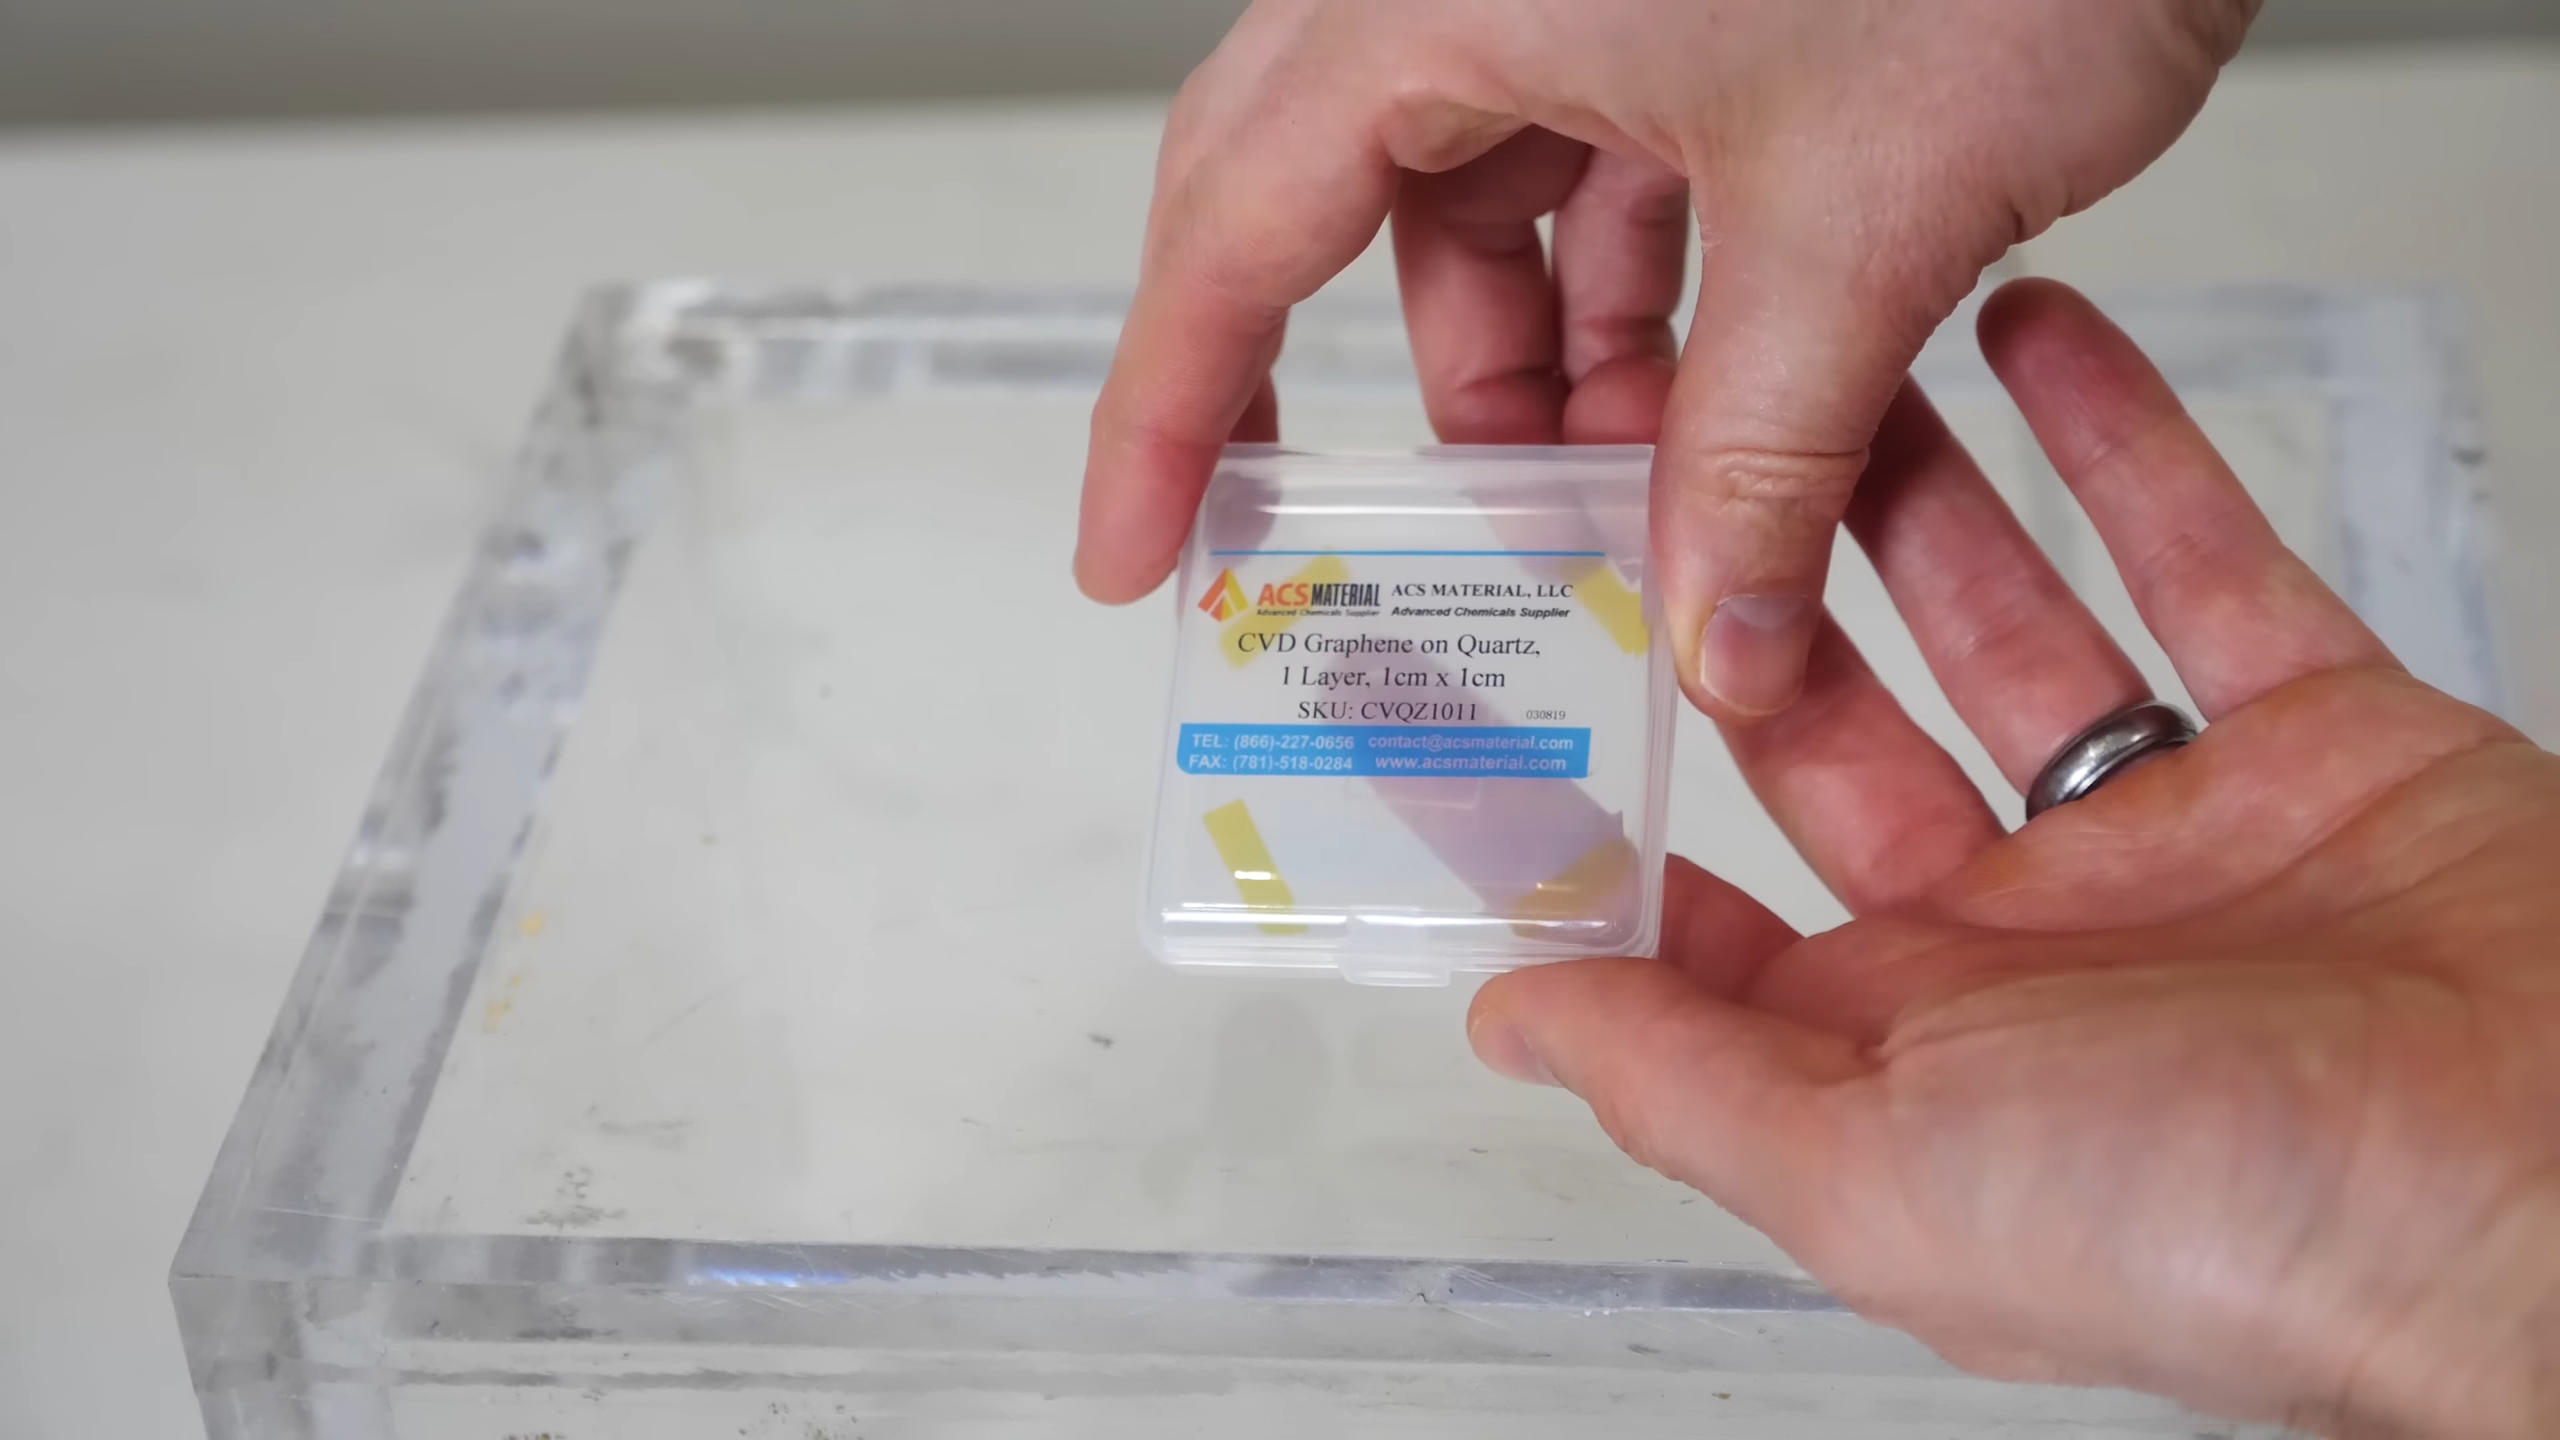 ACS MATERIAL ACS MATERIAL, LLC
Advanced Chemicals Supplier Advanced Chemicals Supplier
CVD Graphene on Quartz,
1 Layer, 1cm x 1cm
SKU: CVQZ1011 030819
TEL: (866)-227-0656 contact@acsmaterial.com
FAX: (781)-518-0284 www.acsmaterial.com